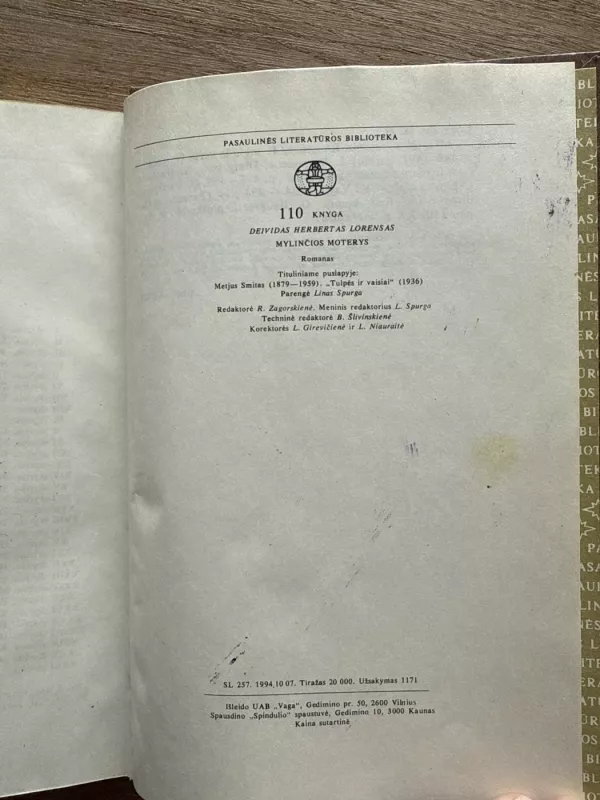 PASAULINĖS LITERATŪROS BIBLIOTEKA
110 KNYGA
DEIVIDAS HERBERTAS LORENSAS
MYLINČIOS MOTERYS
Romanas
Tituliniame puslapyje:
Metjus Smitas (1879—1959). „Tulpės ir vaisiai“ (1936)
Parengė Linas Spurga
Redaktorė R. Zagorskienė. Meninis redaktorius L. Spurga
Techninė redaktorė B. Šlivinskienė
Korektorės L. Girevičienė ir L. Niauraitė
SL 257. 1994,10 07. Tiražas 20 000. Užsakymas 1171
Išleido UAB „Vaga“, Gedimino pr. 50, 2600 Vilnius
Spausdino „Spindulio“ spaustuvė, Gedimino 10, 3000 Kaunas
Kaina sutartinė